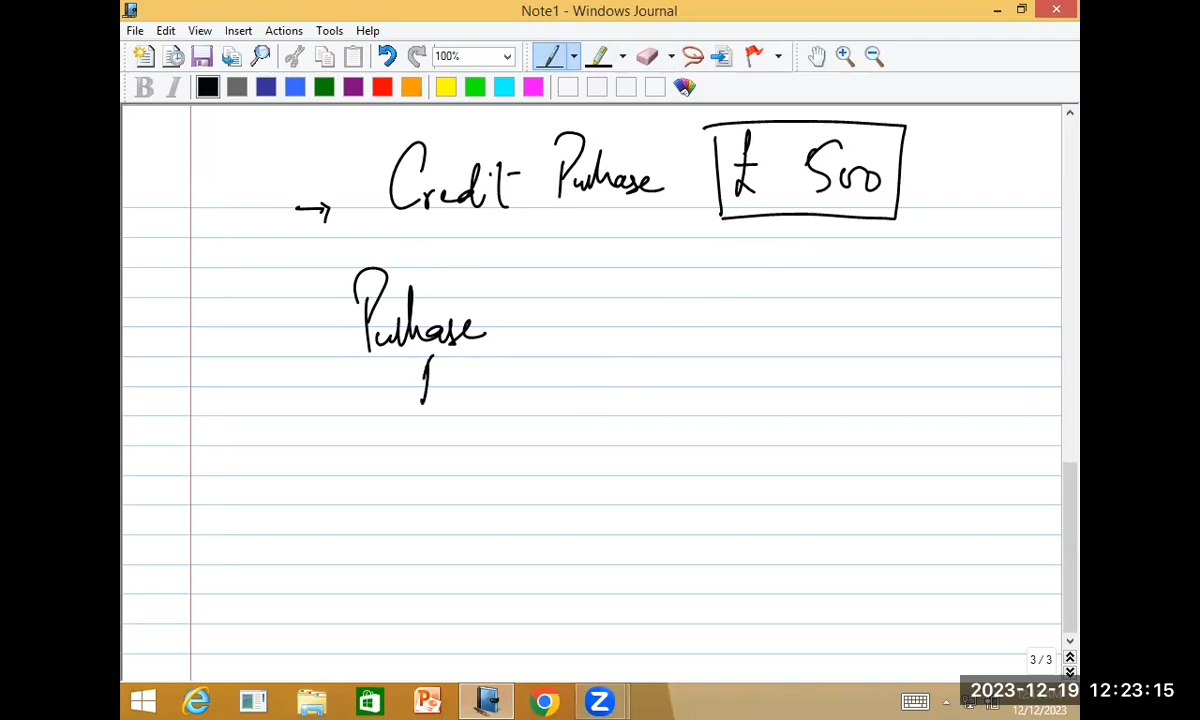 Note1 - Windows Journal
File Edit View Insert Actions Tools Help
100%
B I
Credit Purchase £ 500
→
Purchase
3 / 3
2023-12-19 12:23:15
12/12/2023